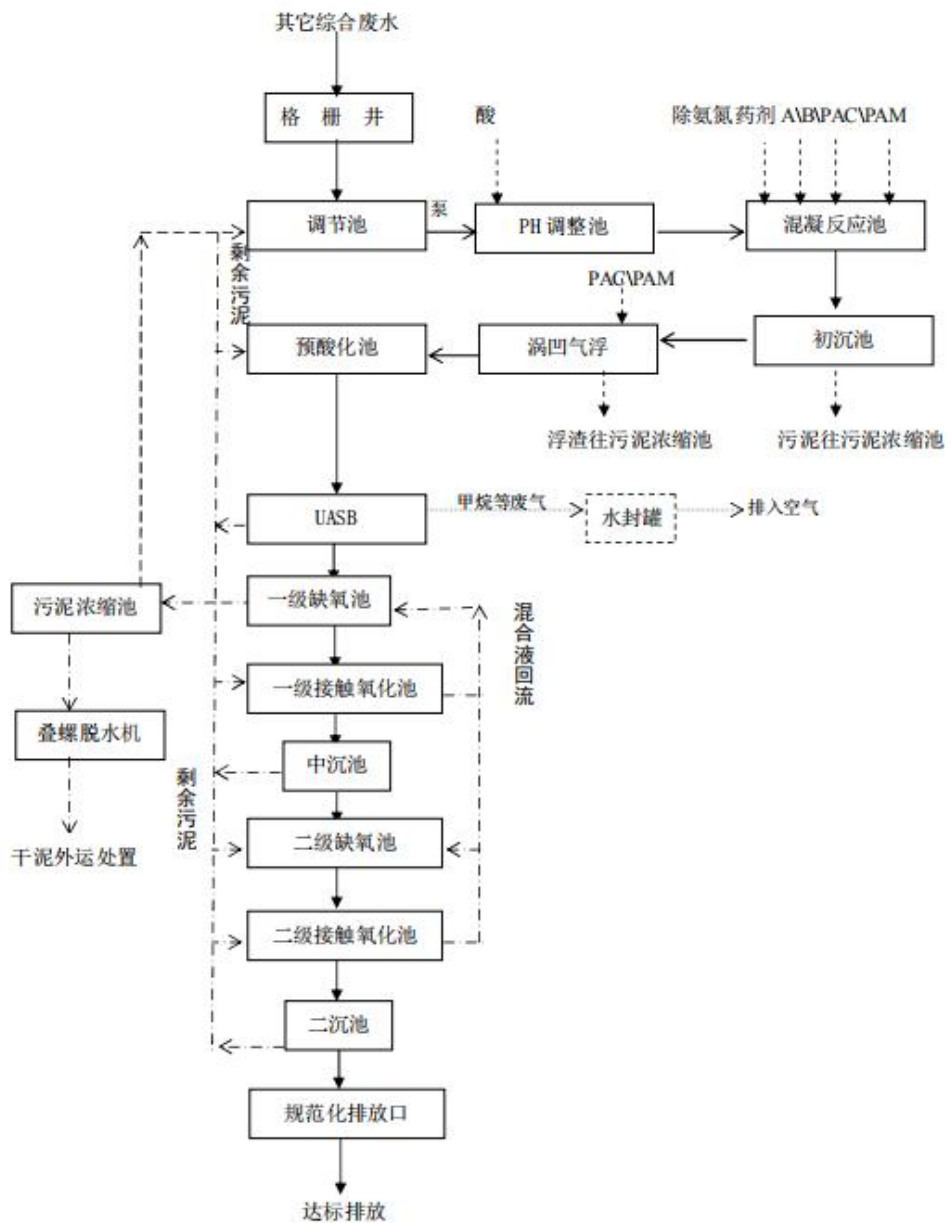 其它综合废水
格 栅 井
酸
除氨氮药剂 A\B\PAC\PAM
调节池
泵
PH 调整池
混凝反应池
剩余污泥
PAC\PAM
预酸化池
涡凹气浮
初沉池
浮渣往污泥浓缩池
污泥往污泥浓缩池
UASB
甲烷等废气
水封罐
排入空气
污泥浓缩池
一级缺氧池
混合液回流
一级接触氧化池
叠螺脱水机
中沉池
剩余污泥
二级缺氧池
干泥外运处置
二级接触氧化池
二沉池
规范化排放口
达标排放